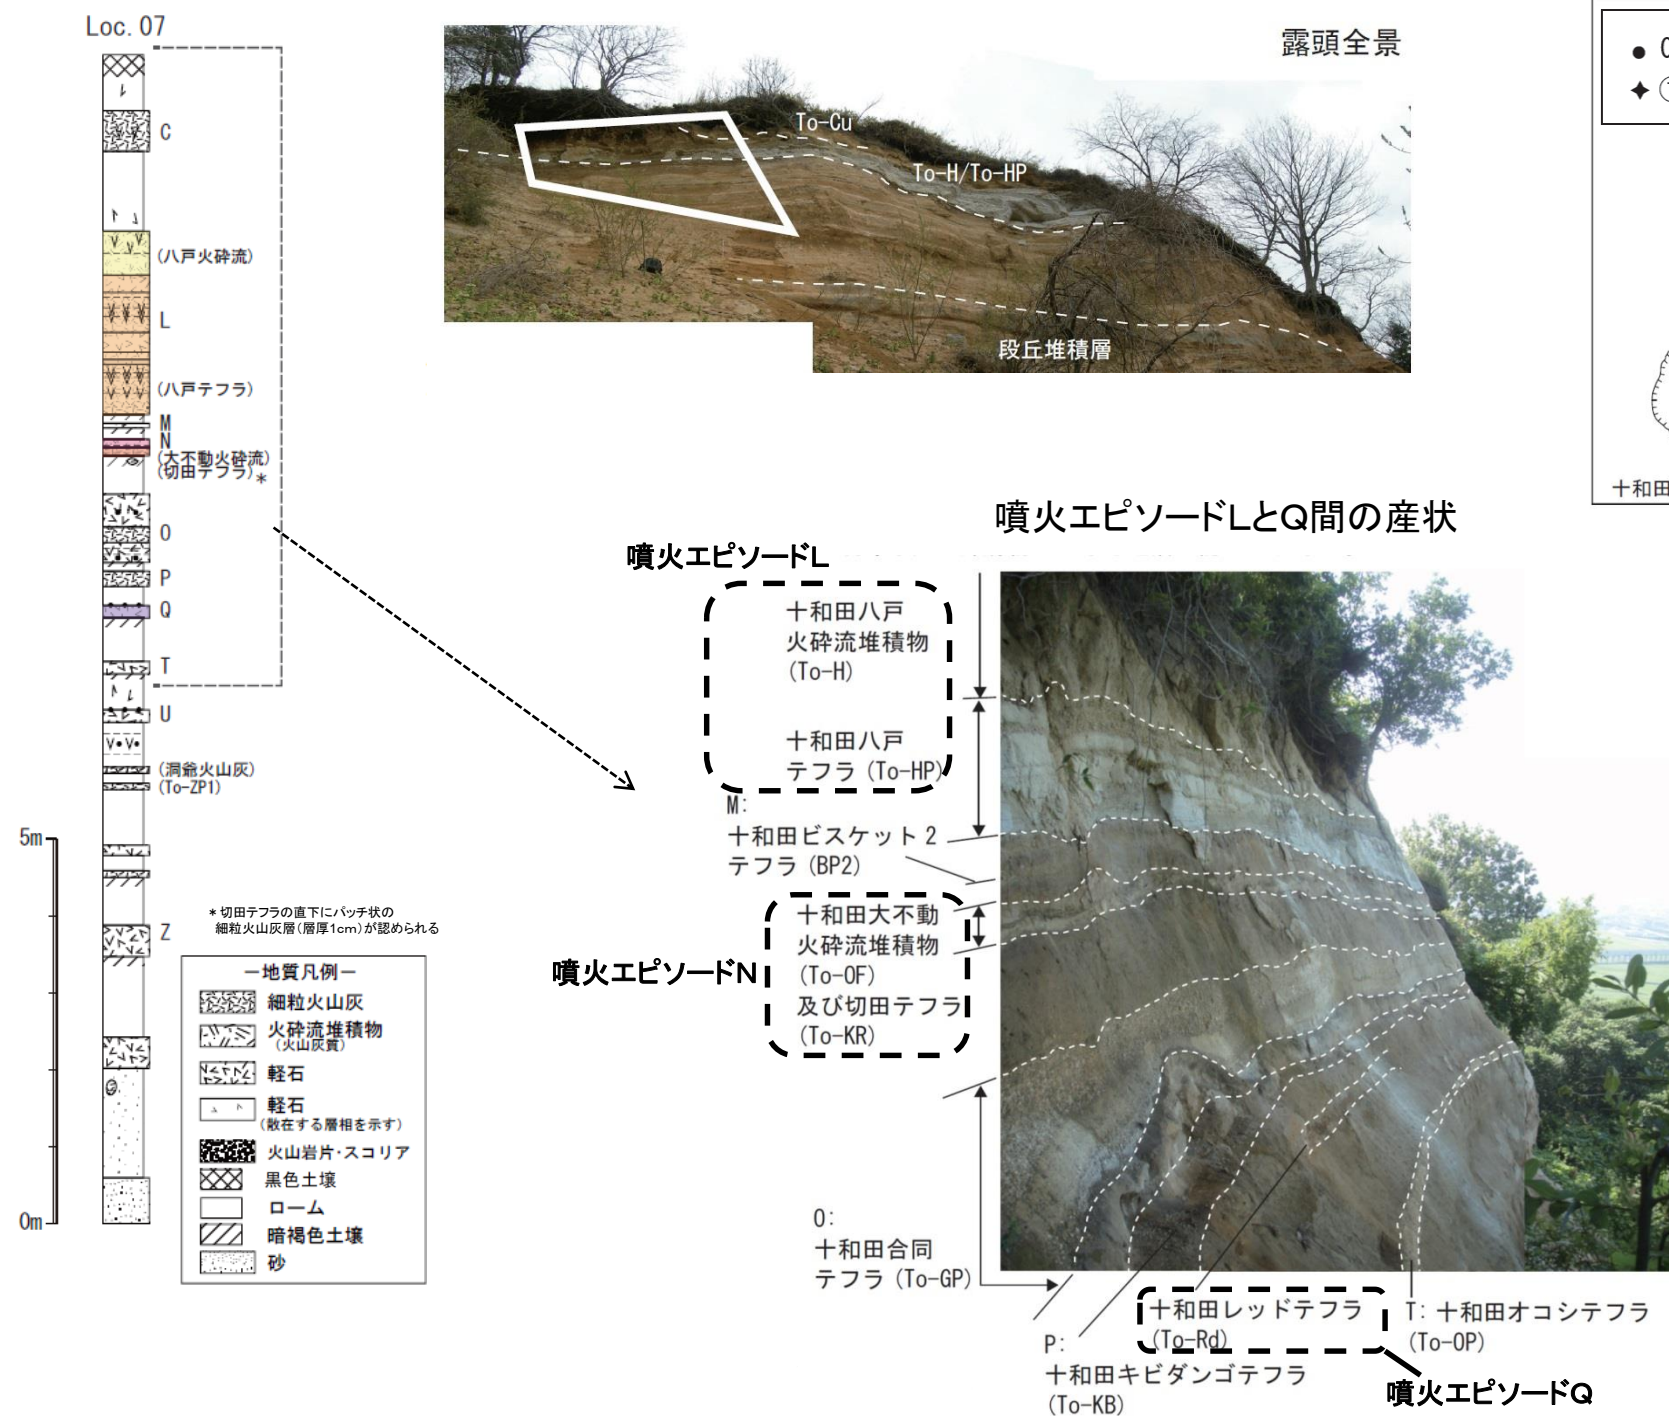 Loc. 07
C
(八戸火砕流)
L
(八戸テフラ)
M
N
(大不動火砕流)
(切田テフラ)*
O
P
Q
T
U
(洞爺火山灰)
(To-ZP1)
Z
5m
0m
*切田テフラの直下にパッチ状の
細粒火山灰層(層厚1cm)が認められる
－地質凡例－
細粒火山灰
火砕流堆積物
(火山灰質)
軽石
軽石
(散在する層相を示す)
火山岩片・スコリア
黒色土壌
ローム
暗褐色土壌
砂
露頭全景
To-Cu
To-H/To-HP
段丘堆積層
噴火エピソードLとQ間の産状
噴火エピソードL
十和田八戸
火砕流堆積物
(To-H)
十和田八戸
テフラ(To-HP)
M:
十和田ビスケット2
テフラ(BP2)
噴火エピソードN
十和田大不動
火砕流堆積物
(To-OF)
及び切田テフラ
(To-KR)
O:
十和田合同
テフラ(To-GP)
P:
十和田キビダンゴテフラ
(To-KB)
十和田レッドテフラ
(To-Rd)
T: 十和田オコシテフラ
(To-OP)
噴火エピソードQ
十和田